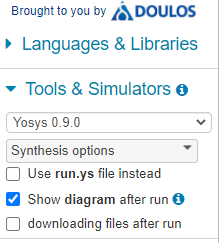 Brought to you by DOULOS
Languages & Libraries
Tools & Simulators
Yosys 0.9.0
Synthesis options
Use run.ys file instead
Show diagram after run
downloading files after run